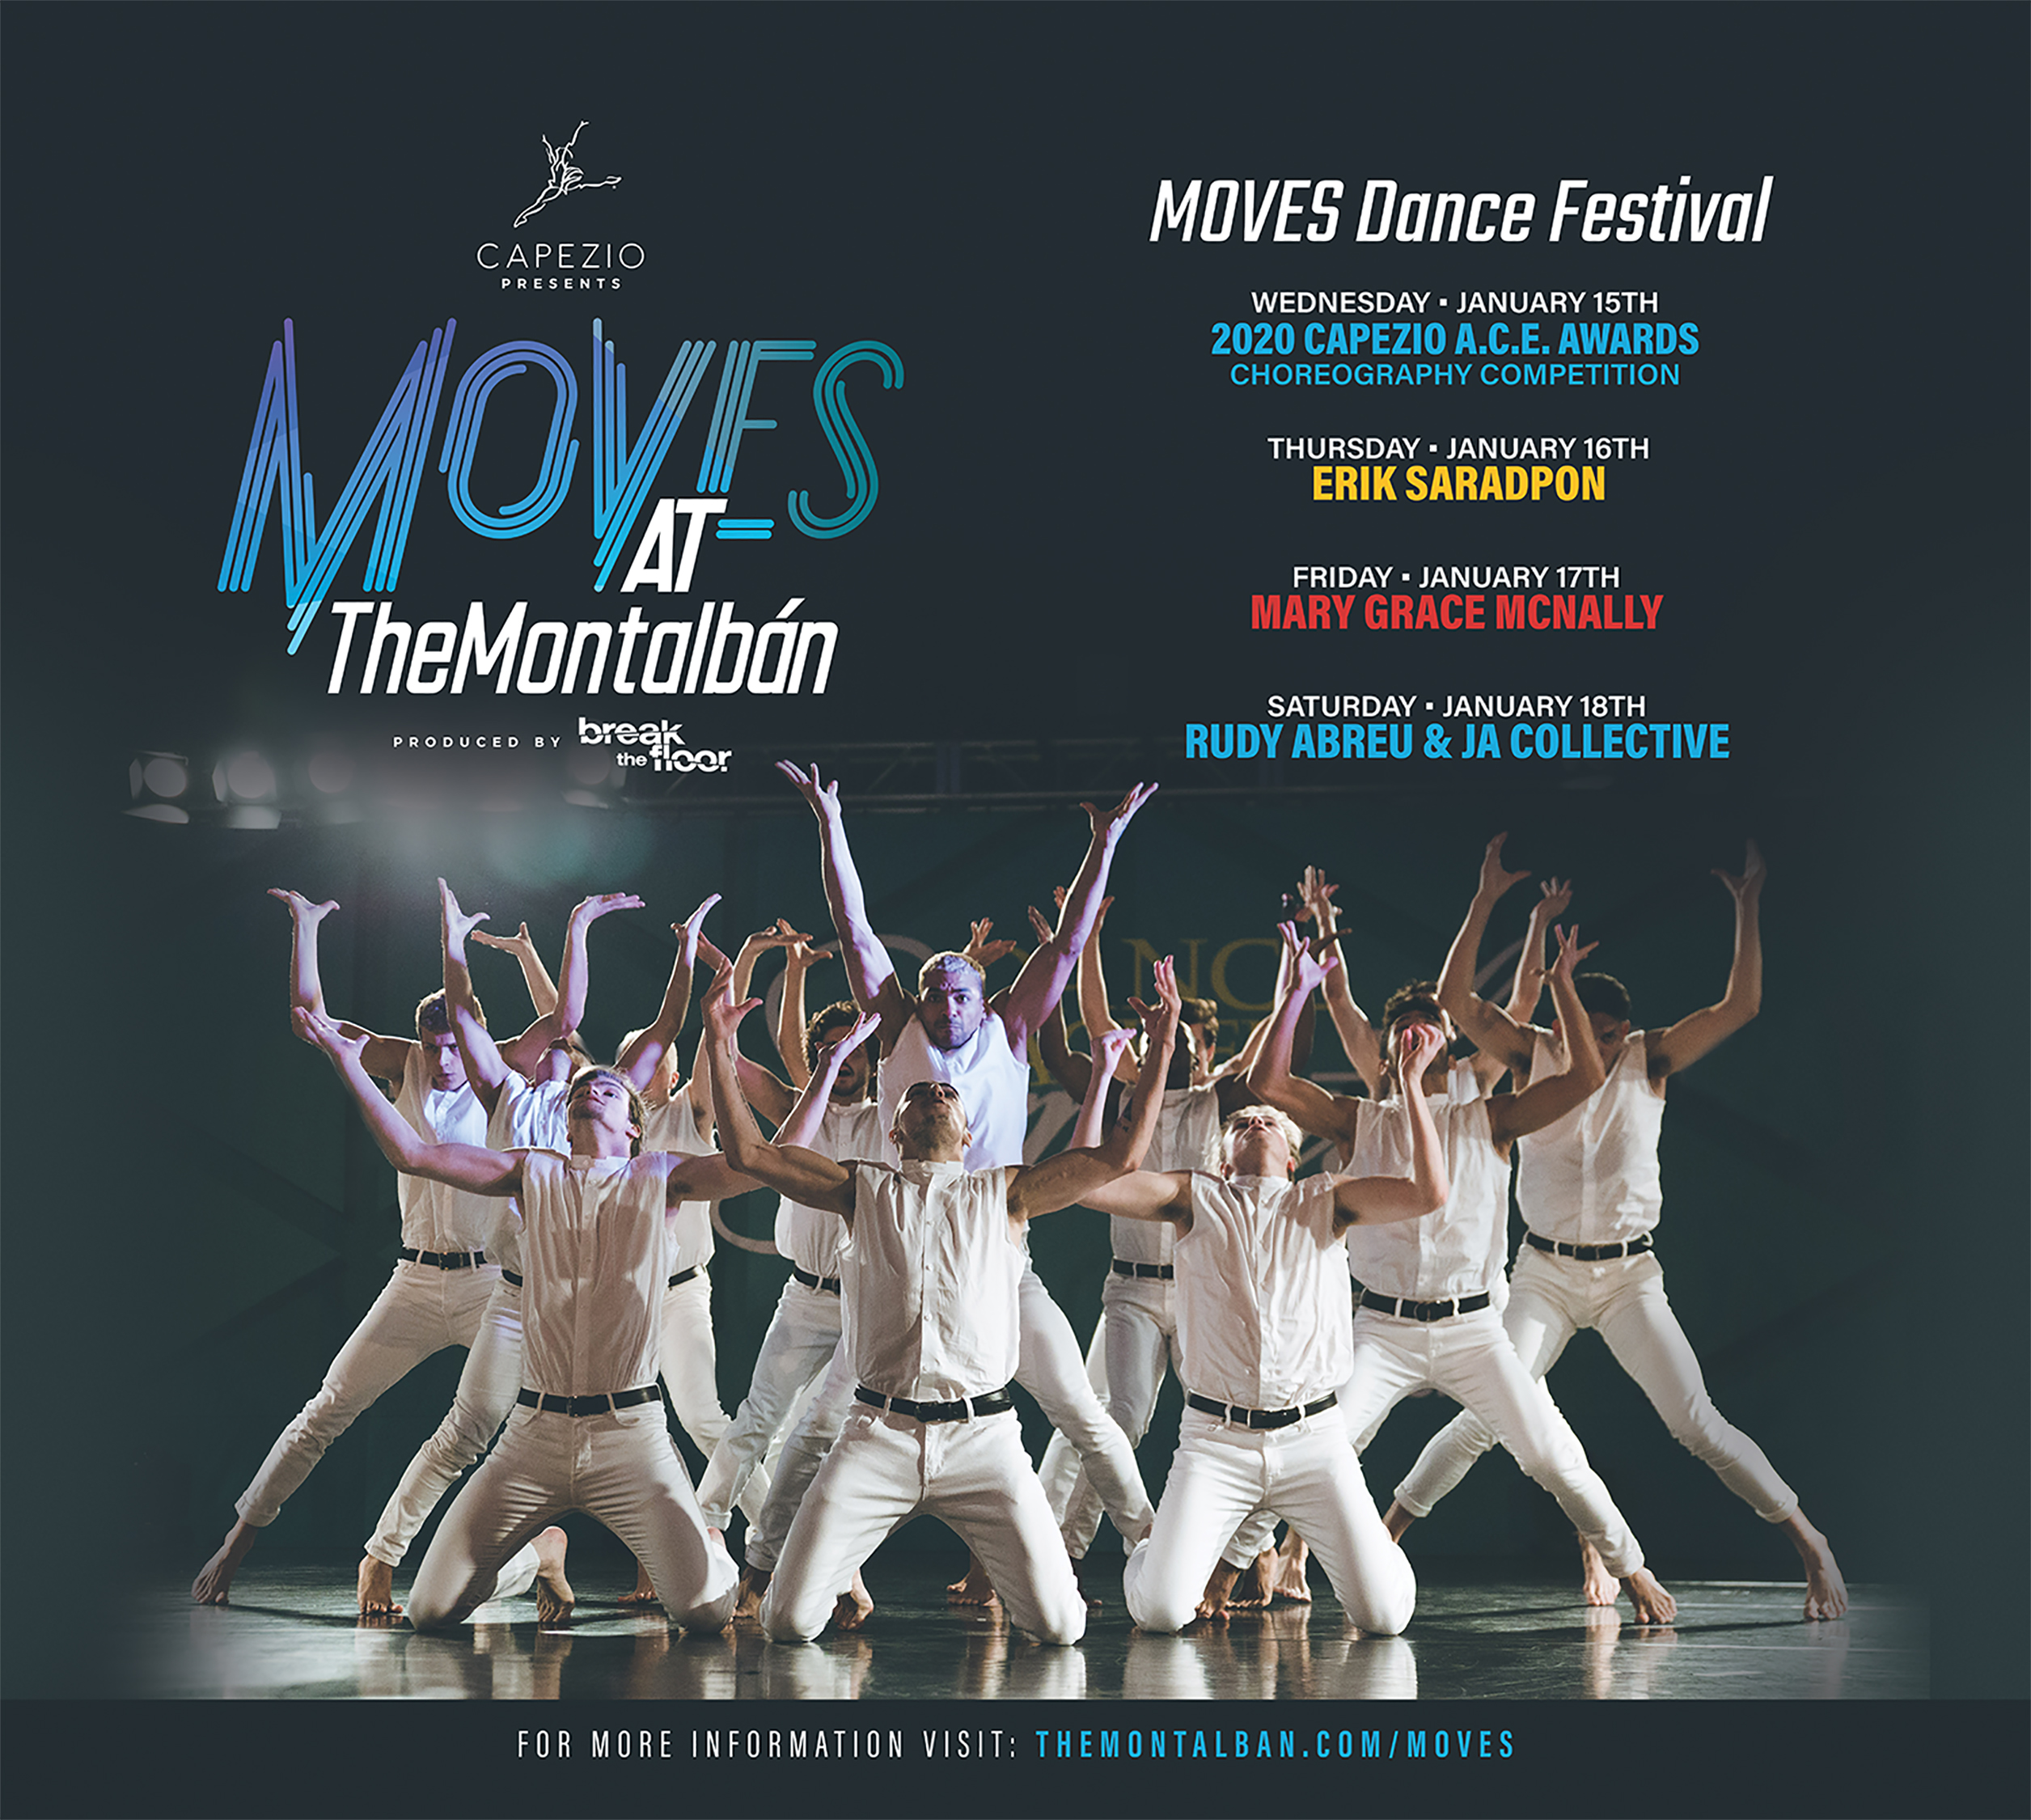 CAPEZIO
PRESENTS
MOVES
AT
TheMontalbán
PRODUCED BY break
the floor
MOVES Dance Festival
WEDNESDAY ▪ JANUARY 15TH
2020 CAPEZIO A.C.E. AWARDS
CHOREOGRAPHY COMPETITION
THURSDAY ▪ JANUARY 16TH
ERIK SARADPON
FRIDAY ▪ JANUARY 17TH
MARY GRACE MCNALLY
SATURDAY ▪ JANUARY 18TH
RUDY ABREU & JA COLLECTIVE
FOR MORE INFORMATION VISIT: THEMONTALBAN.COM/MOVES